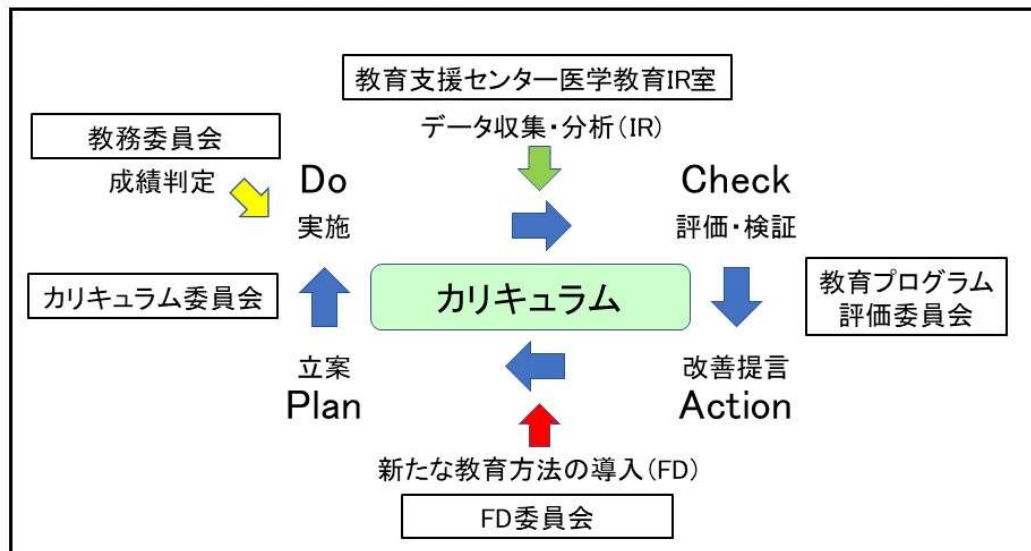 教育支援センター医学教育IR室
データ収集・分析(IR)
教務委員会
成績判定
Do
実施
Check
評価・検証
カリキュラム委員会
カリキュラム
教育プログラム
評価委員会
立案
Plan
改善提言
Action
新たな教育方法の導入(FD)
FD委員会